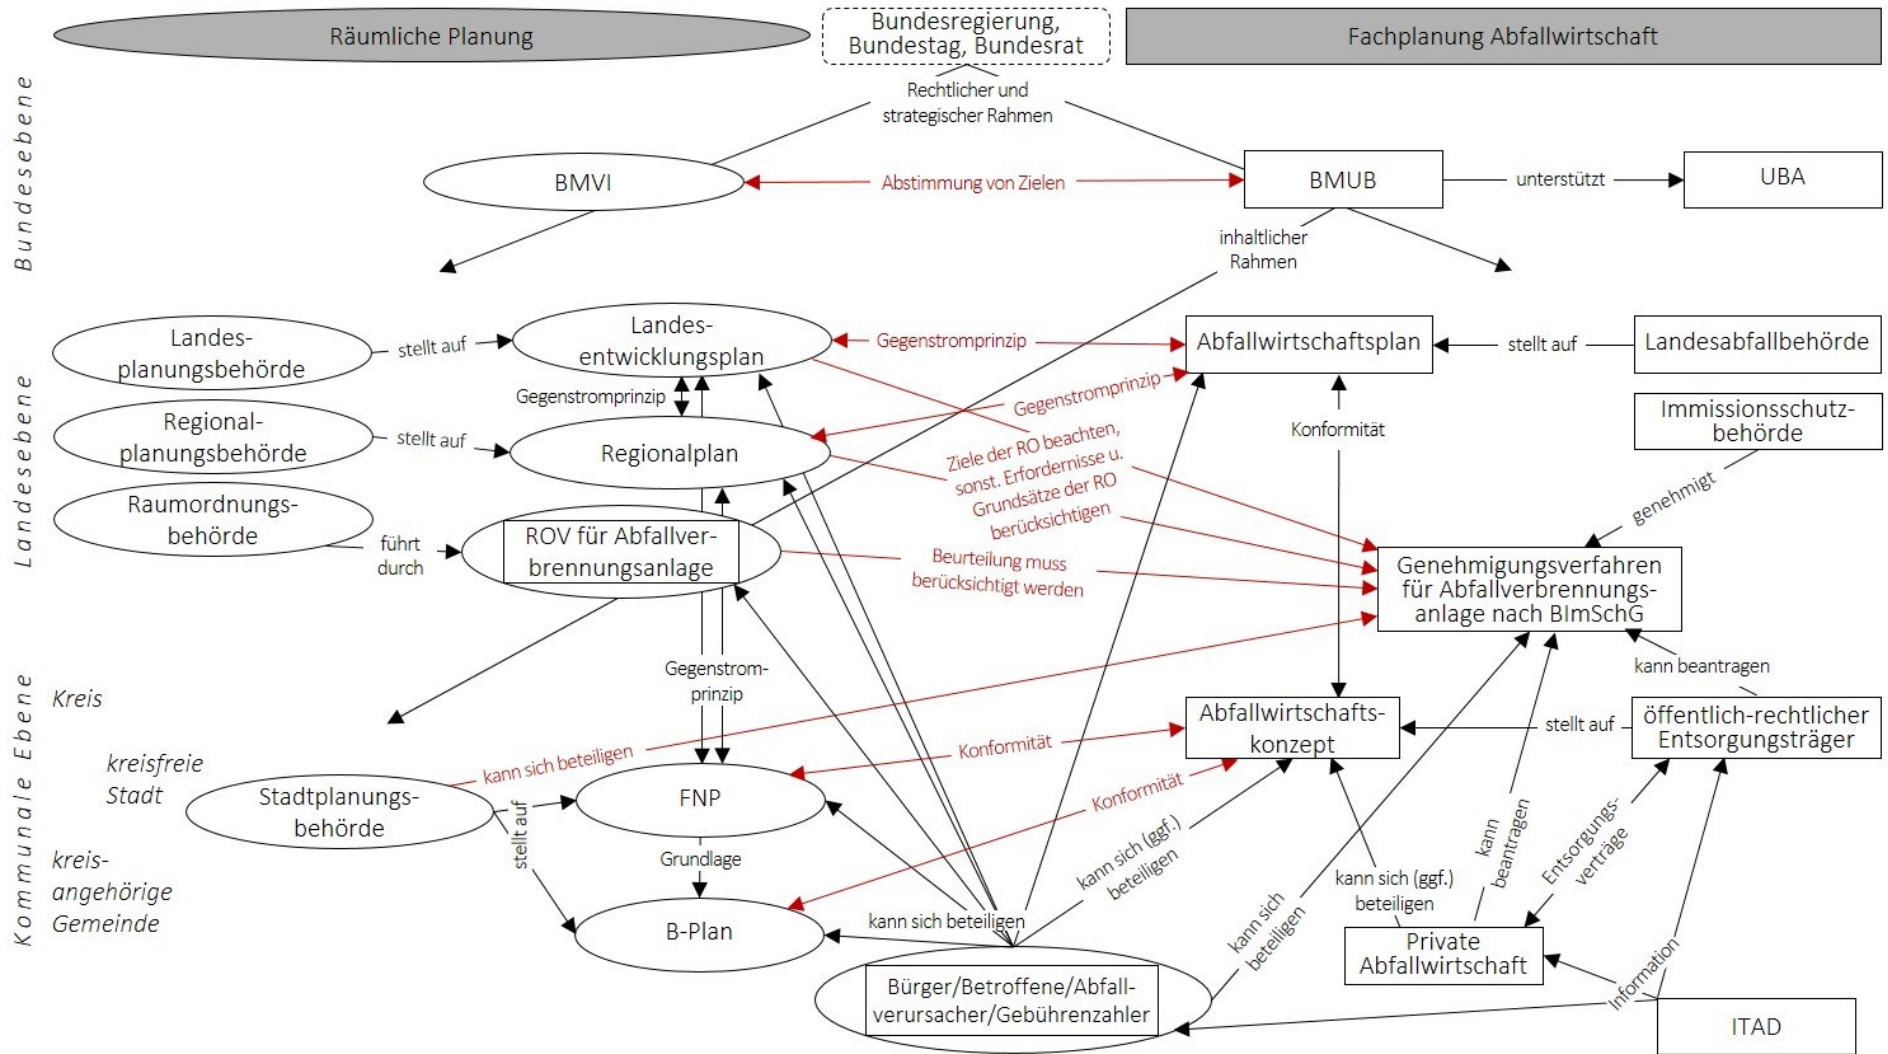 Räumliche Planung
Bundesregierung,
Bundestag, Bundesrat
Fachplanung Abfallwirtschaft
Bundesebene
Rechtlicher und
strategischer Rahmen
BMVI
Abstimmung von Zielen
BMUB
unterstützt
UBA
inhaltlicher
Rahmen
Landesebene
Landes-
planungsbehörde
stellt auf
Landes-
entwicklungsplan
Gegenstromprinzip
Abfallwirtschaftsplan
stellt auf
Landesabfallbehörde
Gegenstromprinzip
Gegenstromprinzip
Regional-
planungsbehörde
stellt auf
Regionalplan
Konformität
Immissionsschutz-
behörde
Ziele der RO beachten,
sonst. Erfordernisse u.
Grundsätze der RO
berücksichtigen
genehmigt
Raumordnungs-
behörde
führt
durch
ROV für Abfallver-
brennungsanlage
Beurteilung muss
berücksichtigt werden
Genehmigungsverfahren
für Abfallverbrennungs-
anlage nach BImSchG
Kommunale Ebene
Kreis
Gegenstrom-
prinzip
kann beantragen
kreisfreie
Stadt
kann sich beteiligen
Konformität
Abfallwirtschafts-
konzept
stellt auf
öffentlich-rechtlicher
Entsorgungsträger
Stadtplanungs-
behörde
stellt auf
FNP
Konformität
kreis-
angehörige
Gemeinde
Grundlage
kann sich (ggf.)
beteiligen
kann
beantragen
Entsorgungs-
verträge
kann sich (ggf.)
beteiligen
B-Plan
kann sich beteiligen
kann sich
beteiligen
Private
Abfallwirtschaft
Information
Bürger/Betroffene/Abfall-
verursacher/Gebührenzahler
ITAD